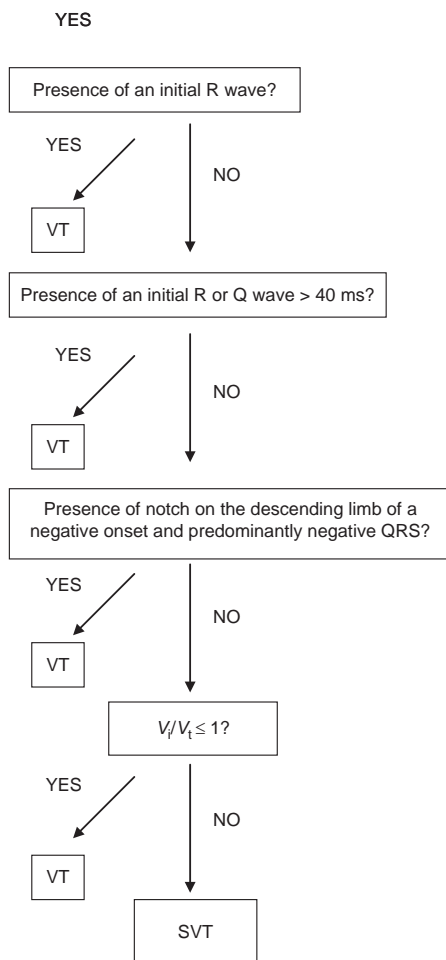 YES
Presence of an initial R wave?
YES
NO
VT
Presence of an initial R or Q wave > 40 ms?
YES
NO
VT
Presence of notch on the descending limb of a
negative onset and predominantly negative QRS?
YES
NO
VT
Vi/Vt ≤ 1?
YES
NO
VT
SVT